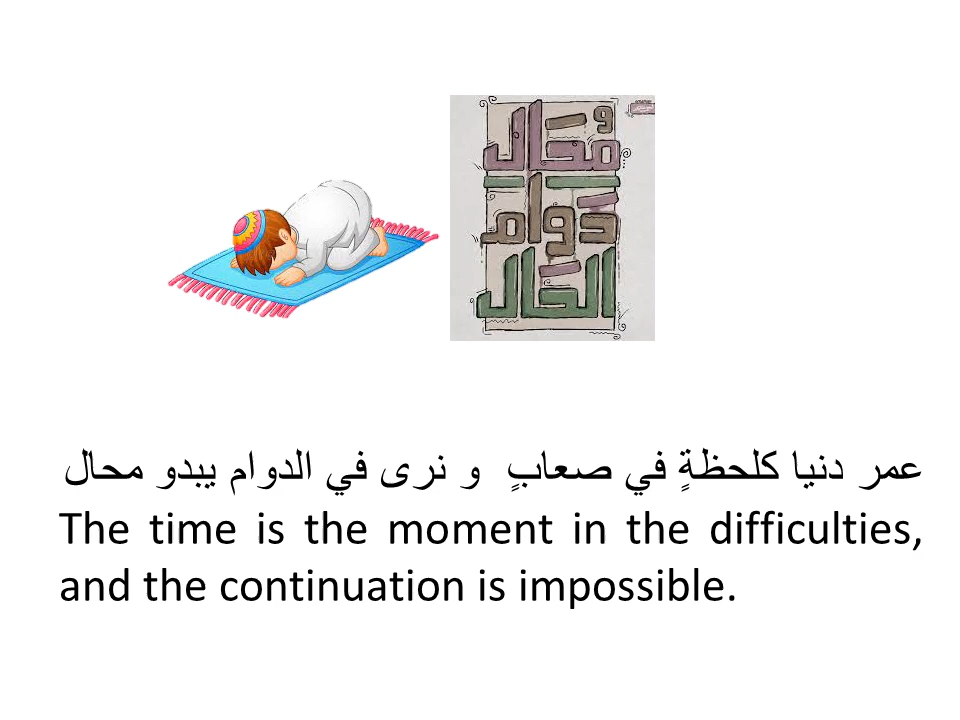 و محال
دوام
الحال
عمر دنيا كلحظةٍ في صعابٍ و نرى في الدوام يبدو محال
The time is the moment in the difficulties,
and the continuation is impossible.